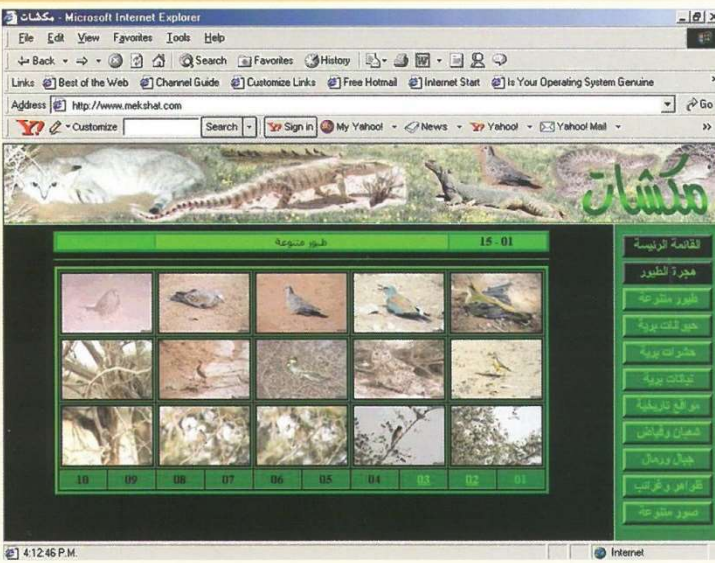 مكشات - Microsoft Internet Explorer
File Edit View Favorites Tools Help
Back Search Favorites History
Links Best of the Web Channel Guide Customize Links Free Hotmail Internet Start Is Your Operating System Genuine
Address http://www.mekshat.com Go
Y7 Customize Search Sign in My Yahoo! News Yahoo! Yahoo! Mail »
مكشات
طيور متنوعة 15 - 01
القائمة الرئيسة
هجرة الطيور
طيور متنوعة
حيوانات برية
حشرات برية
نباتات برية
مواقع تاريخية
شعبان وفياض
جبال ورمال
ظواهر وغرائب
صور متنوعة
10 09 08 07 06 05 04 03 02 01
4:12:46 P.M. Internet